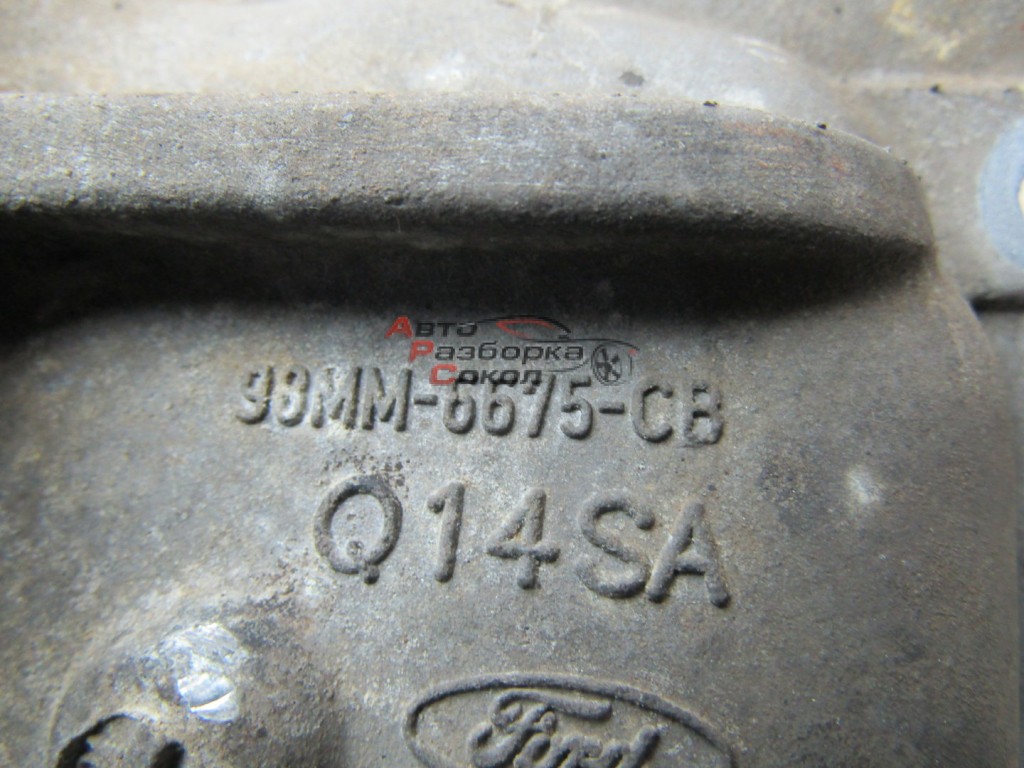 Авто
Разборка
Сокол
98MM-6675-CB
Q14SA
Ford